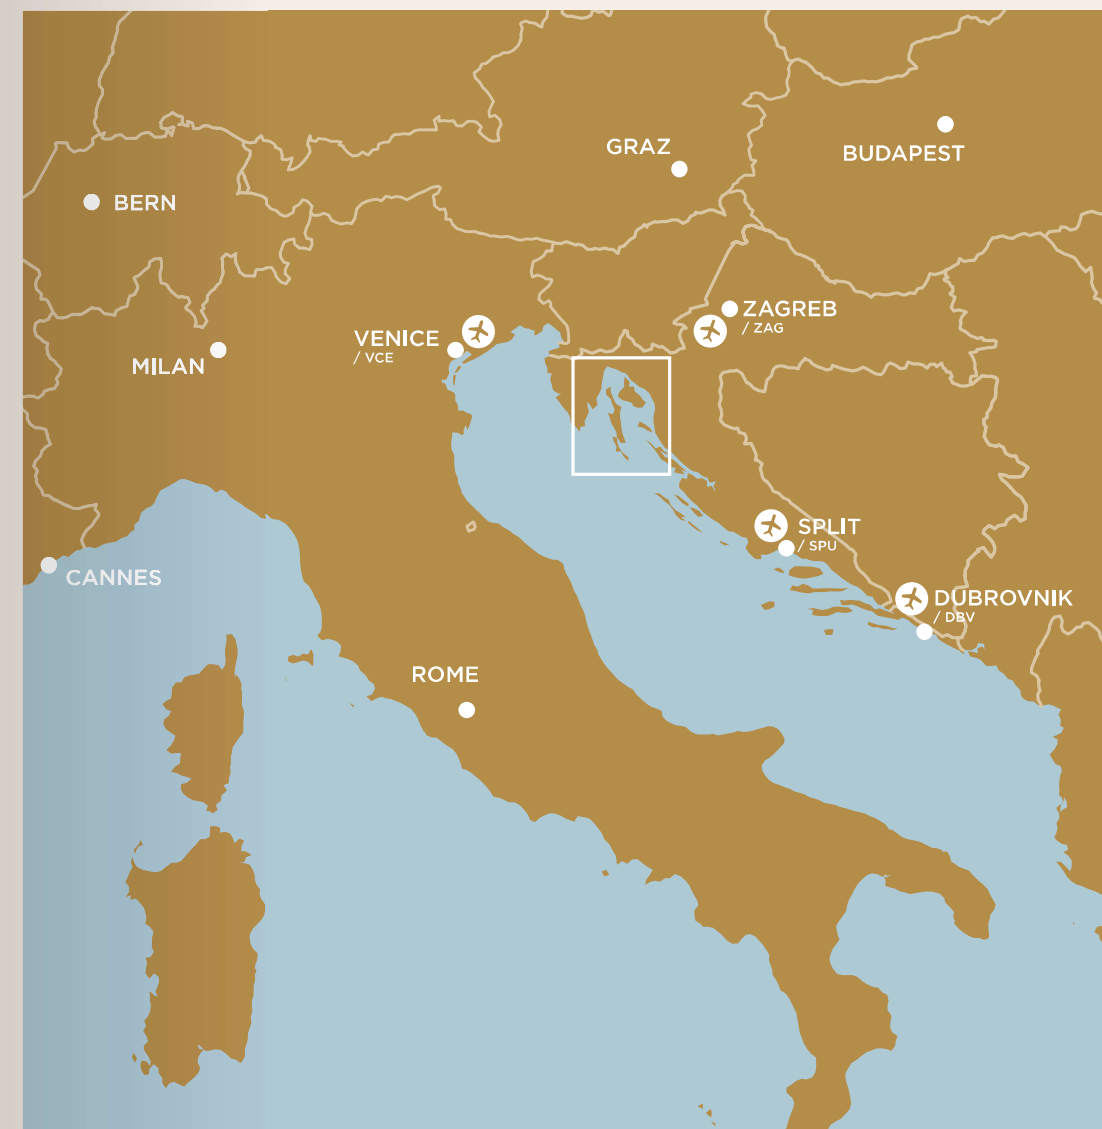 GRAZ
BUDAPEST
BERN
ZAGREB
/ ZAG
VENICE
/ VCE
MILAN
SPLIT
/ SPU
CANNES
DUBROVNIK
/ DBV
ROME